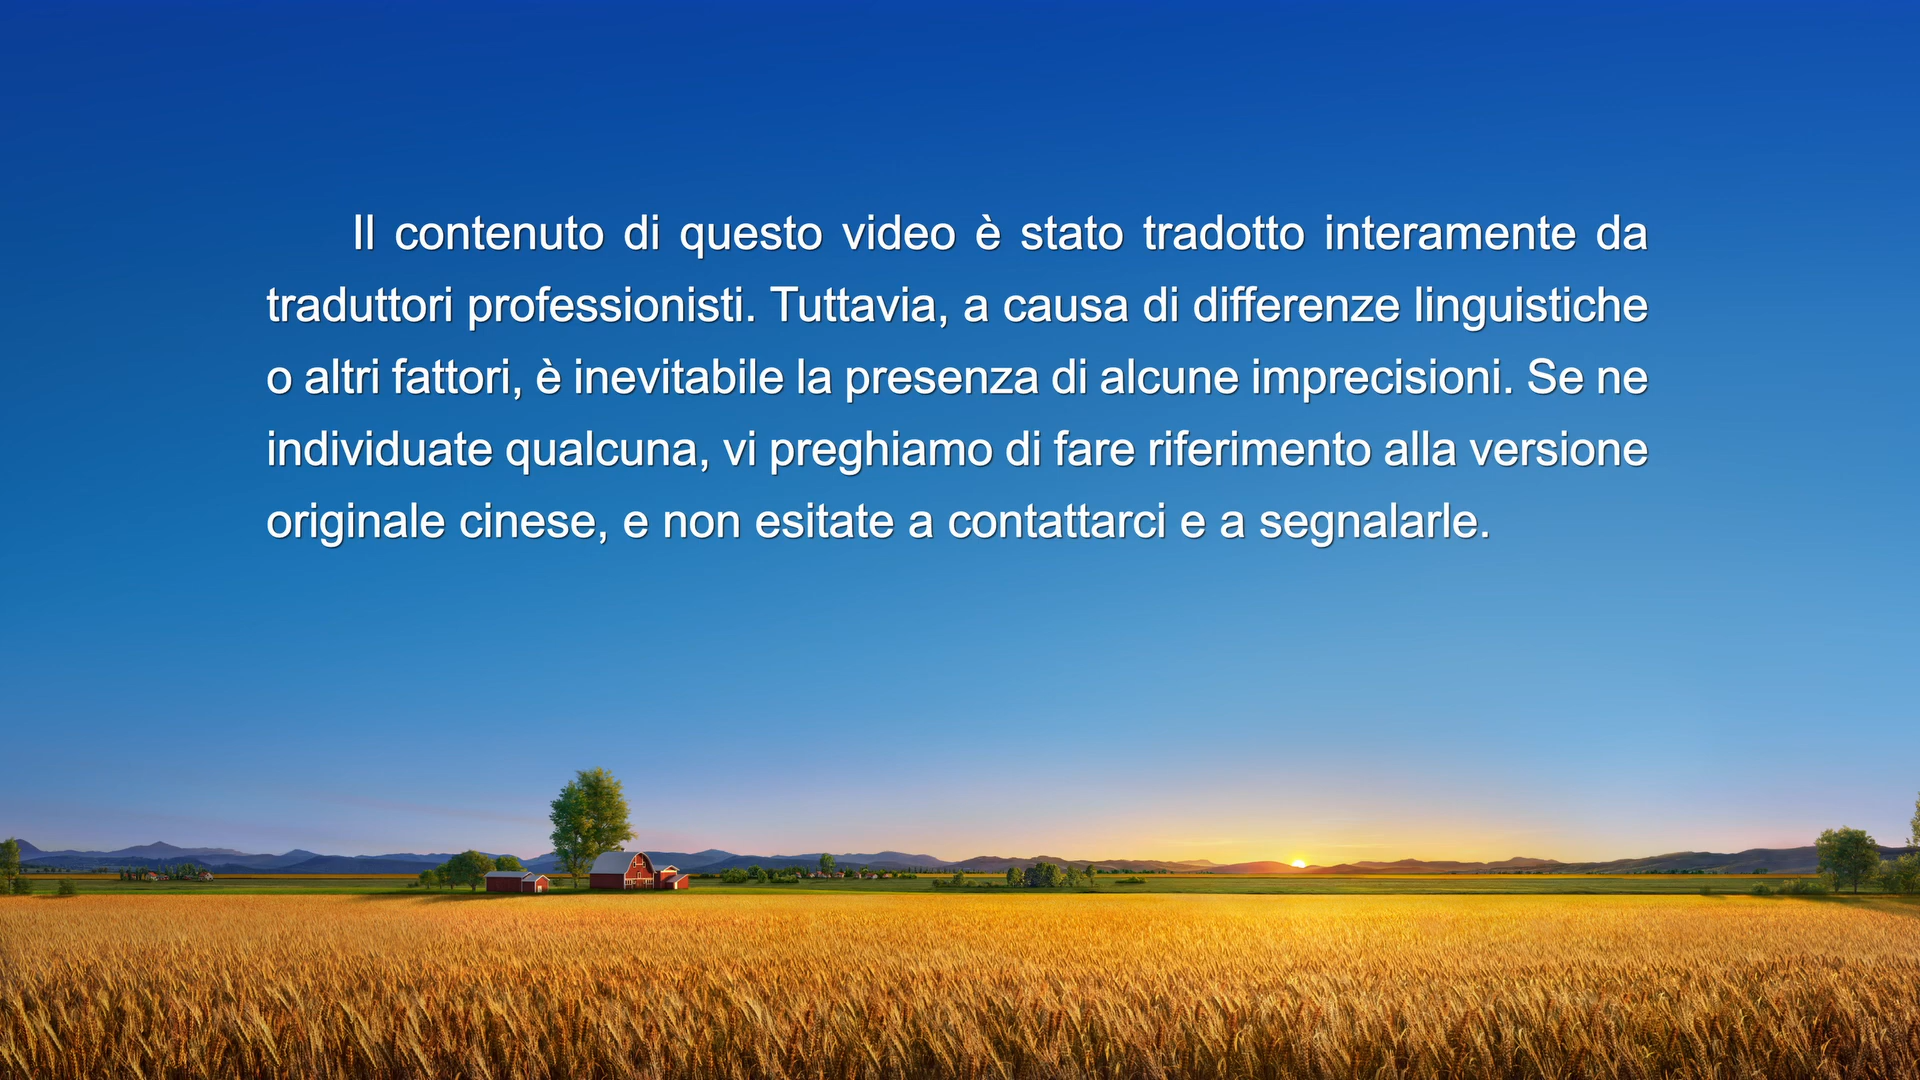 Il contenuto di questo video è stato tradotto interamente da
traduttori professionisti. Tuttavia, a causa di differenze linguistiche
o altri fattori, è inevitabile la presenza di alcune imprecisioni. Se ne
individuate qualcuna, vi preghiamo di fare riferimento alla versione
originale cinese, e non esitate a contattarci e a segnalarle.